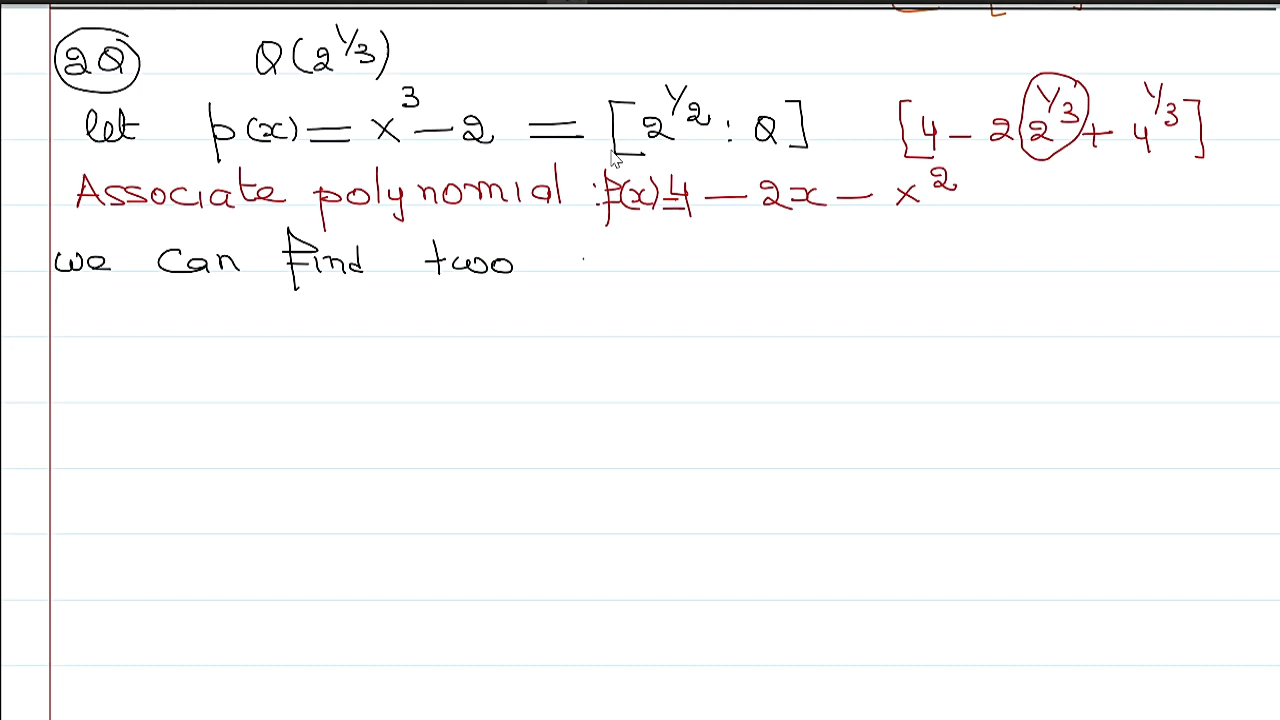 2Q Q(2^1/3)
let p(x) = x^3 - 2 = [2^1/2 : Q] [4 - 2 2^1/3 + 4^1/3]
Associate polynomial : p(x) = 4 - 2x - x^2
we can find two